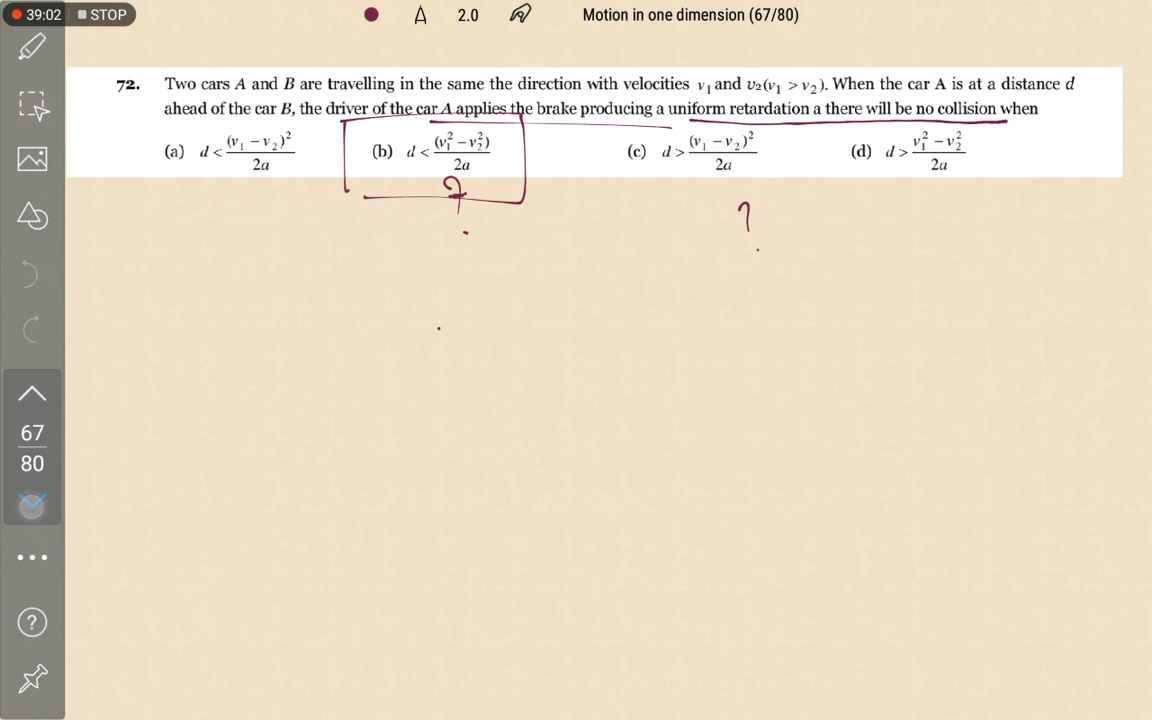 39:02 STOP 2.0 Motion in one dimension (67/80)
72. Two cars A and B are travelling in the same the direction with velocities v₁ and v₂(v₁ > v₂). When the car A is at a distance d
ahead of the car B, the driver of the car A applies the brake producing a uniform retardation a there will be no collision when
(a) d < (v₁ − v₂)²/2a (b) d < (v₁² − v₂²)/2a (c) d > (v₁ − v₂)²/2a (d) d > v₁² − v₂²/2a
? ?
67
80
?